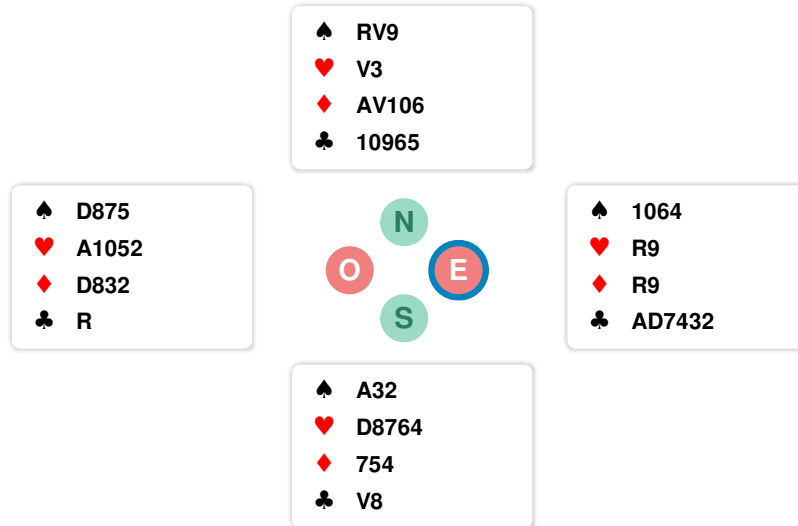 ♠ RV9
♥ V3
♦ AV106
♣ 10965
♠ D875
♥ A1052
♦ D832
♣ R
N
O
E
S
♠ 1064
♥ R9
♦ R9
♣ AD7432
♠ A32
♥ D8764
♦ 754
♣ V8